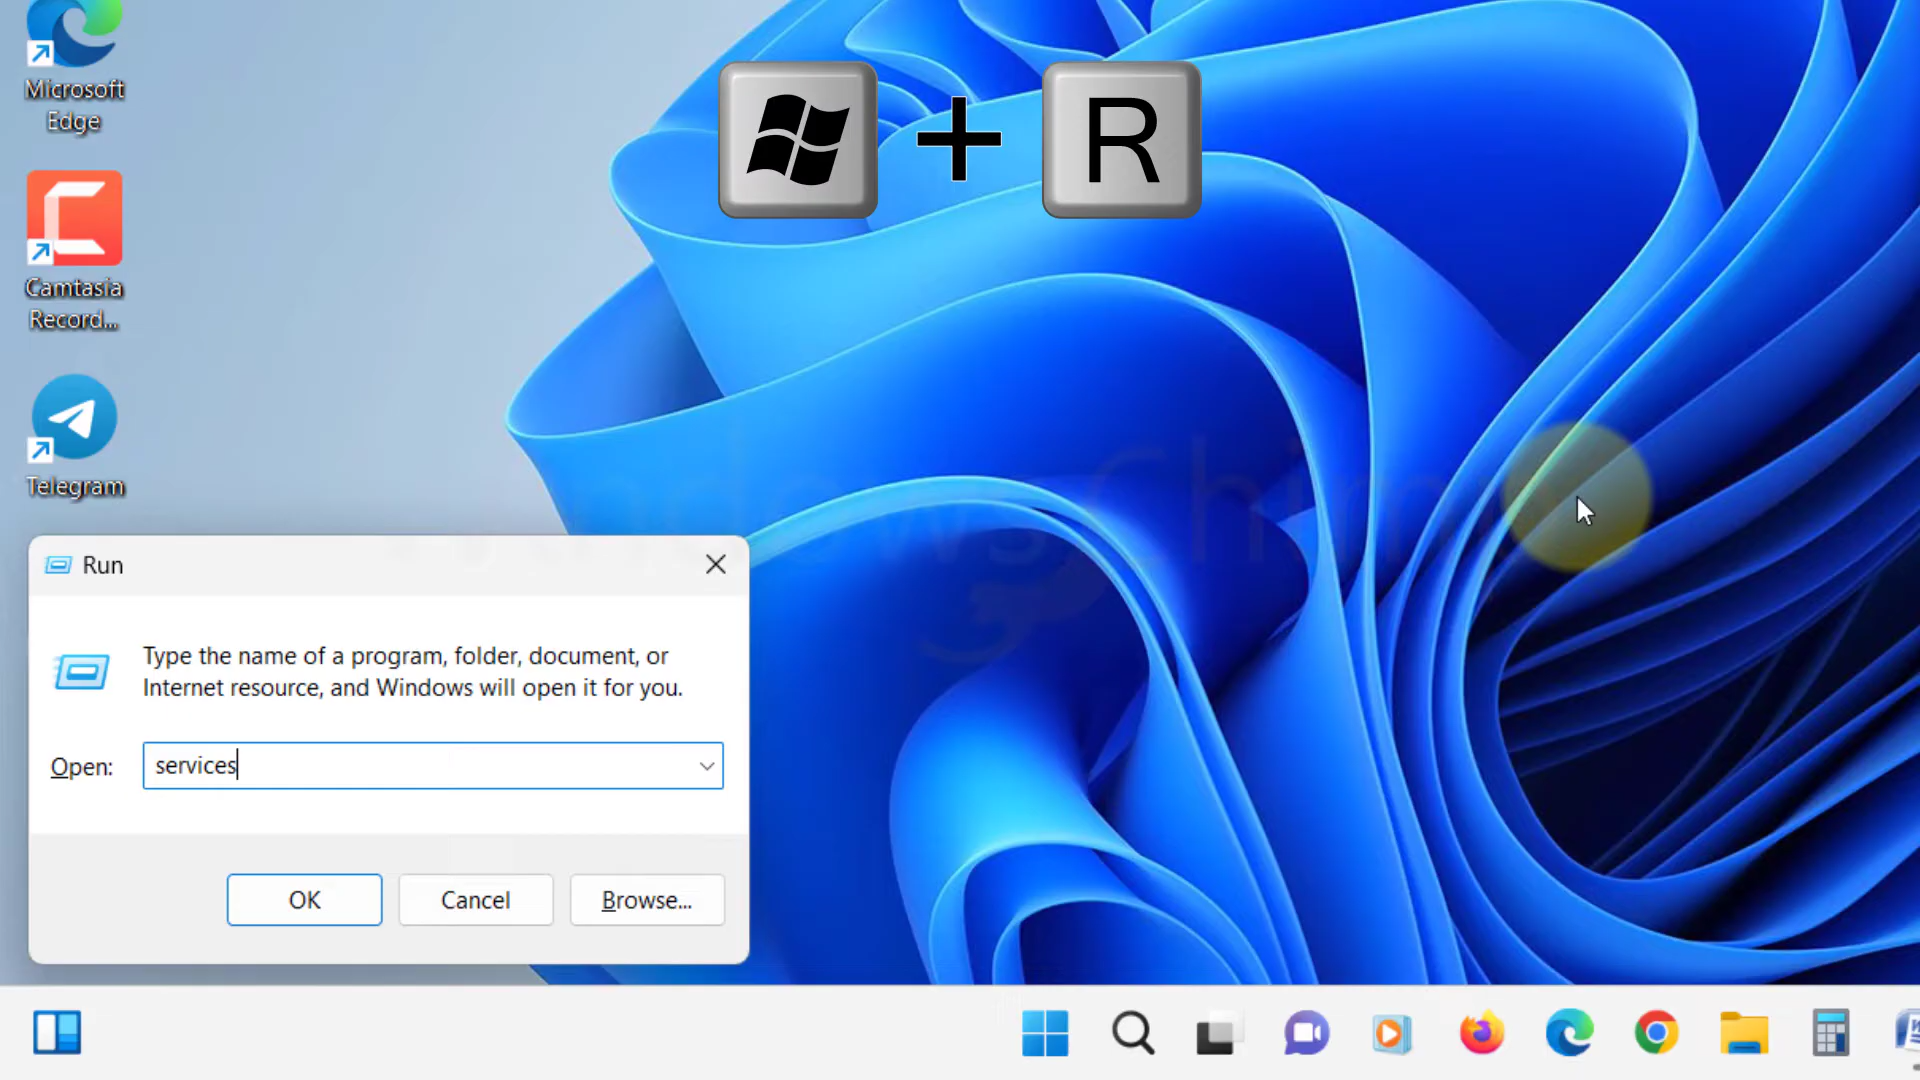 Microsoft
Edge
R
Camtasia
Record...
Telegram
Run
Type the name of a program, folder, document, or
Internet resource, and Windows will open it for you.
Open:
services
OK
Cancel
Browse...